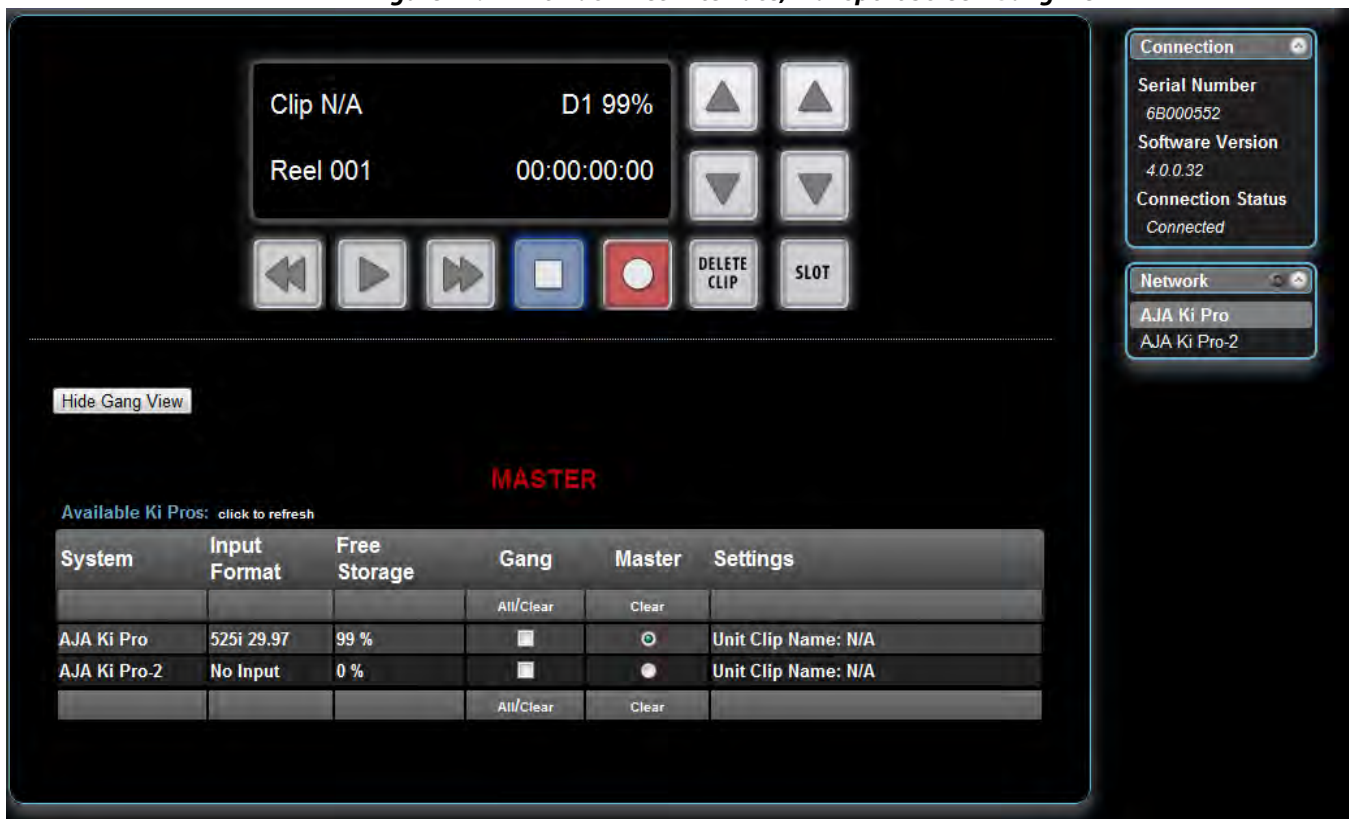 Clip N/A D1 99%
Reel 001 00:00:00:00
DELETE CLIP
SLOT
Hide Gang View
MASTER
Available Ki Pros: click to refresh
System Input Format Free Storage Gang Master Settings
All/Clear Clear
AJA Ki Pro 525i 29.97 99 % Unit Clip Name: N/A
AJA Ki Pro-2 No Input 0 % Unit Clip Name: N/A
All/Clear Clear
Connection
Serial Number
6B000552
Software Version
4.0.0.32
Connection Status
Connected
Network
AJA Ki Pro
AJA Ki Pro-2